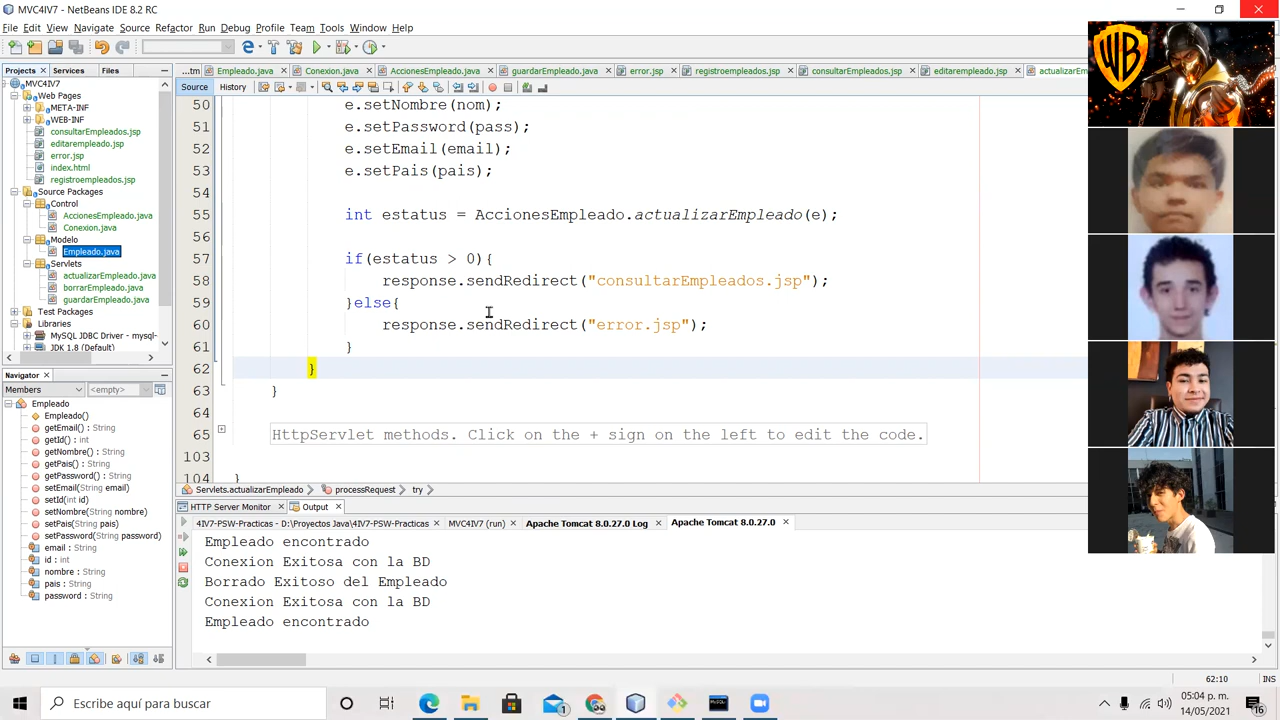 MVC4IV7 - NetBeans IDE 8.2 RC
File Edit View Navigate Source Refactor Run Debug Profile Team Tools Window Help
Projects Services Files
MVC4IV7
Web Pages
META-INF
WEB-INF
consultarEmpleados.jsp
editarempleado.jsp
error.jsp
index.html
registroempleados.jsp
Source Packages
Control
AccionesEmpleado.java
Conexion.java
Modelo
Empleado.java
Servlets
actualizarEmpleado.java
borrarEmpleado.java
guardarEmpleado.java
Test Packages
Libraries
MySQL JDBC Driver - mysql-
JDK 1.8 (Default)
Navigator
Members <empty>
Empleado
Empleado()
getEmail() : String
getId() : int
getNombre() : String
getPais() : String
getPassword() : String
setEmail(String email)
setId(int id)
setNombre(String nombre)
setPais(String pais)
setPassword(String password)
email : String
id : int
nombre : String
pais : String
password : String
...tm Empleado.java Conexion.java AccionesEmpleado.java guardarEmpleado.java error.jsp registroempleados.jsp consultarEmpleados.jsp editarempleado.jsp
Source History
50 e.setNombre(nom);
51 e.setPassword(pass);
52 e.setEmail(email);
53 e.setPais(pais);
54
55 int estatus = AccionesEmpleado.actualizarEmpleado(e);
56
57 if(estatus > 0){
58 response.sendRedirect("consultarEmpleados.jsp");
59 }else{
60 response.sendRedirect("error.jsp");
61 }
62 }
63 }
64
65 HttpServlet methods. Click on the + sign on the left to edit the code.
103
104 }
Servlets.actualizarEmpleado processRequest try
HTTP Server Monitor Output
4IV7-PSW-Practicas - D:\Proyectos Java\4IV7-PSW-Practicas MVC4IV7 (run) Apache Tomcat 8.0.27.0 Log Apache Tomcat 8.0.27.0
Empleado encontrado
Conexion Exitosa con la BD
Borrado Exitoso del Empleado
Conexion Exitosa con la BD
Empleado encontrado
62:10 INS
Escribe aquí para buscar
05:04 p. m.
14/05/2021
1
16